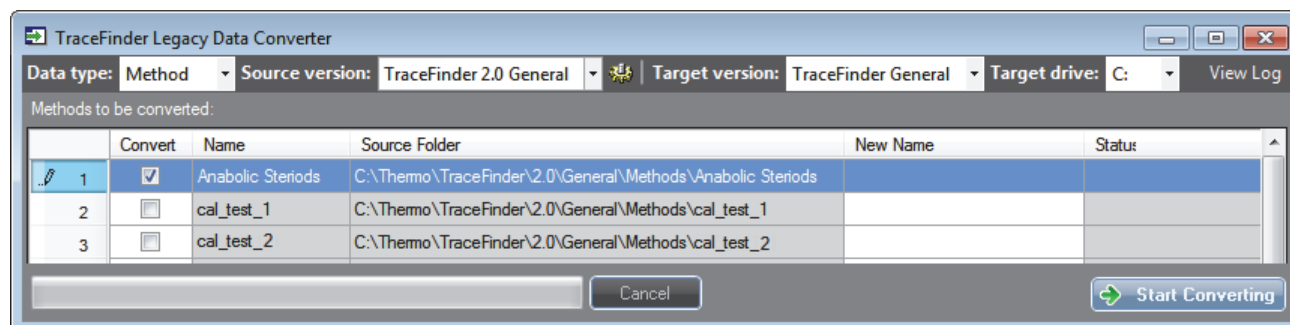 TraceFinder Legacy Data Converter
Data type: Method Source version: TraceFinder 2.0 General Target version: TraceFinder General Target drive: C: View Log
Methods to be converted:
Convert Name Source Folder New Name Status
1 Anabolic Steriods C:\Thermo\TraceFinder\2.0\General\Methods\Anabolic Steriods
2 cal_test_1 C:\Thermo\TraceFinder\2.0\General\Methods\cal_test_1
3 cal_test_2 C:\Thermo\TraceFinder\2.0\General\Methods\cal_test_2
Cancel Start Converting